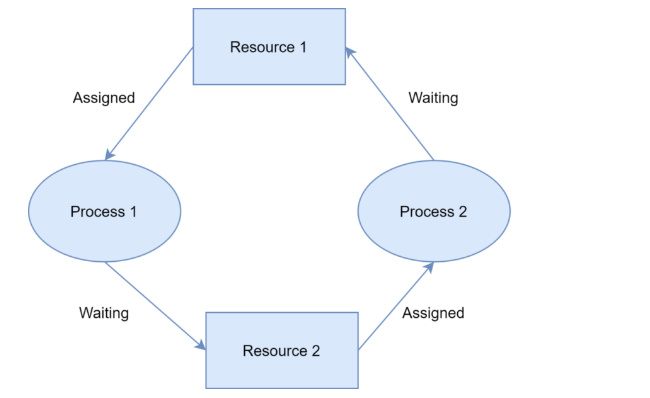 Resource 1
Assigned
Waiting
Process 1
Process 2
Waiting
Assigned
Resource 2